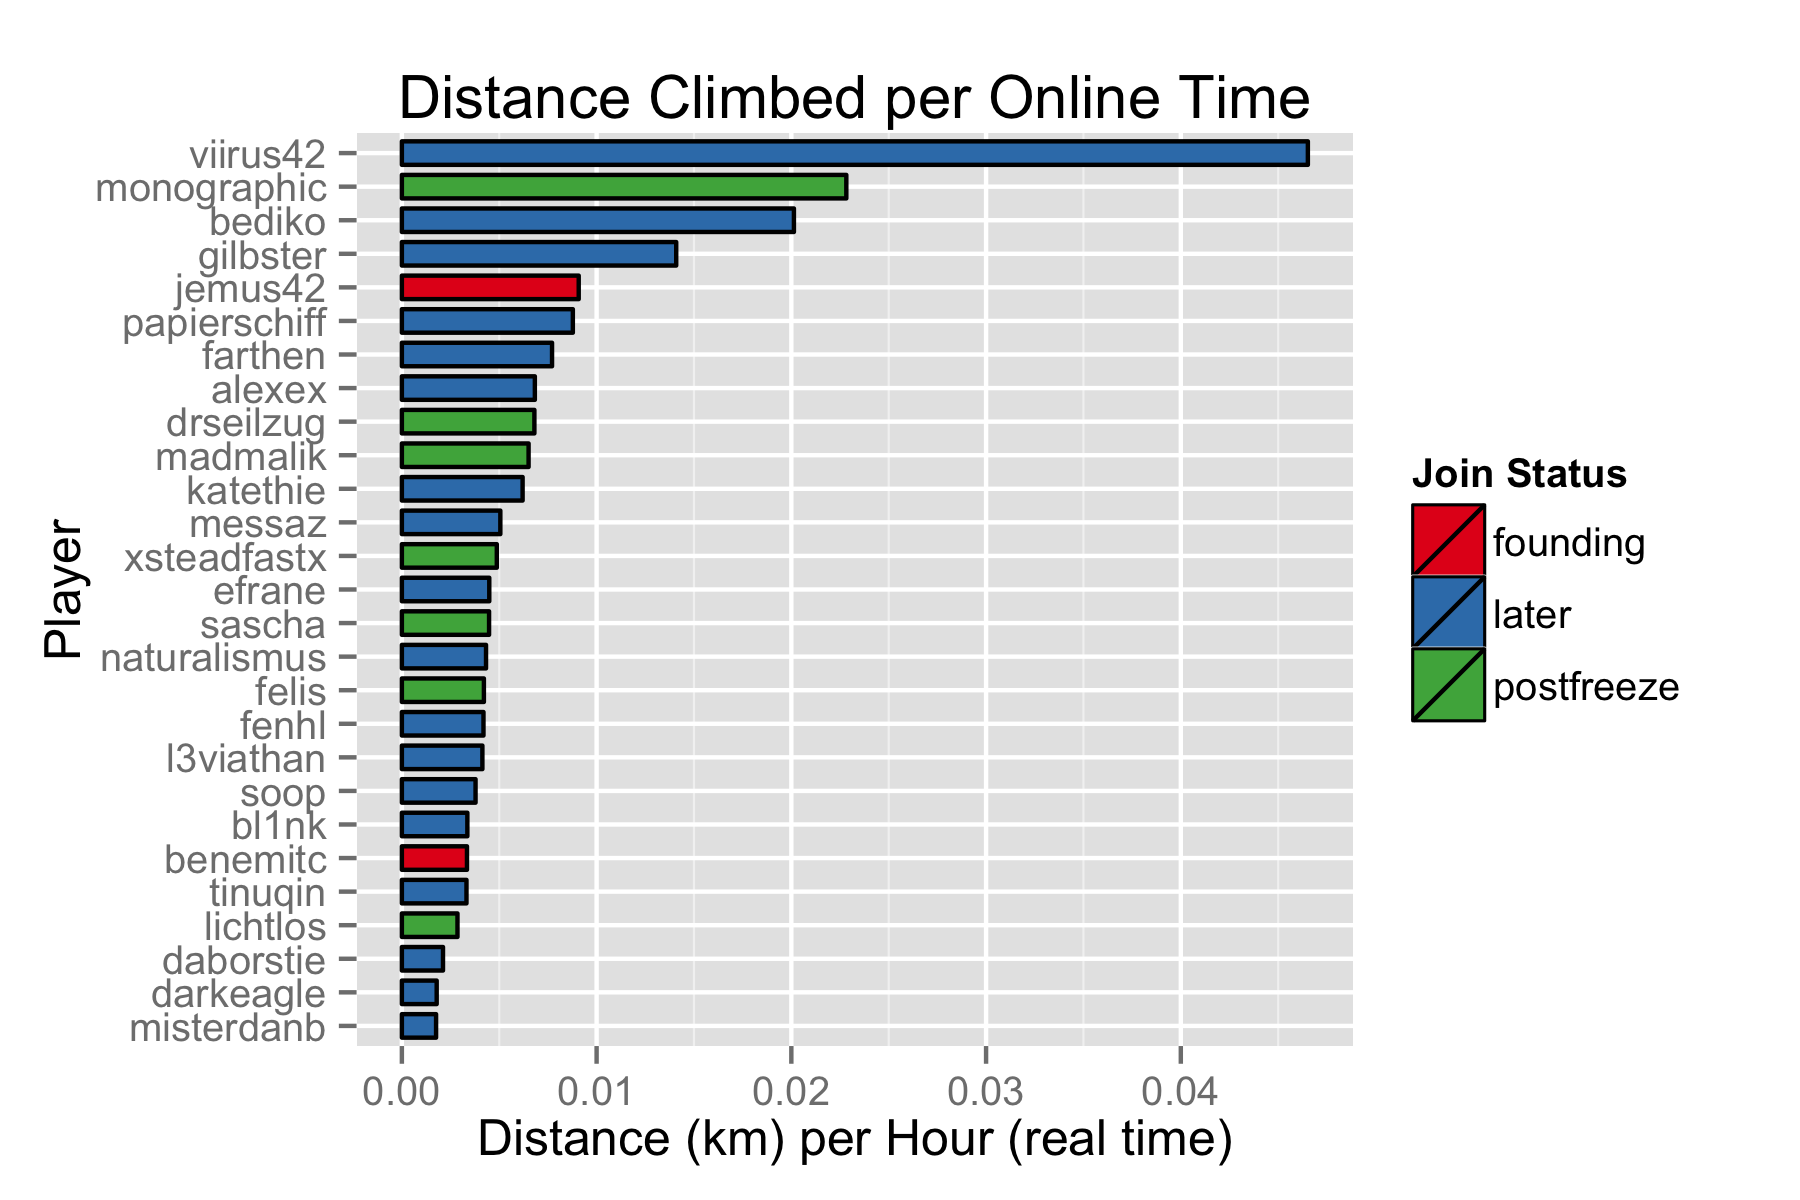 Distance Climbed per Online Time
viirus42
monographic
bediko
gilbster
jemus42
papierschiff
farthen
alexex
drseilzug
madmalik
katethie
messaz
xsteadfastx
efrane
sascha
naturalismus
felis
fenhl
l3viathan
soop
bl1nk
benemitc
tinuqin
lichtlos
daborstie
darkeagle
misterdanb
Player
0.00 0.01 0.02 0.03 0.04
Distance (km) per Hour (real time)
Join Status
founding
later
postfreeze